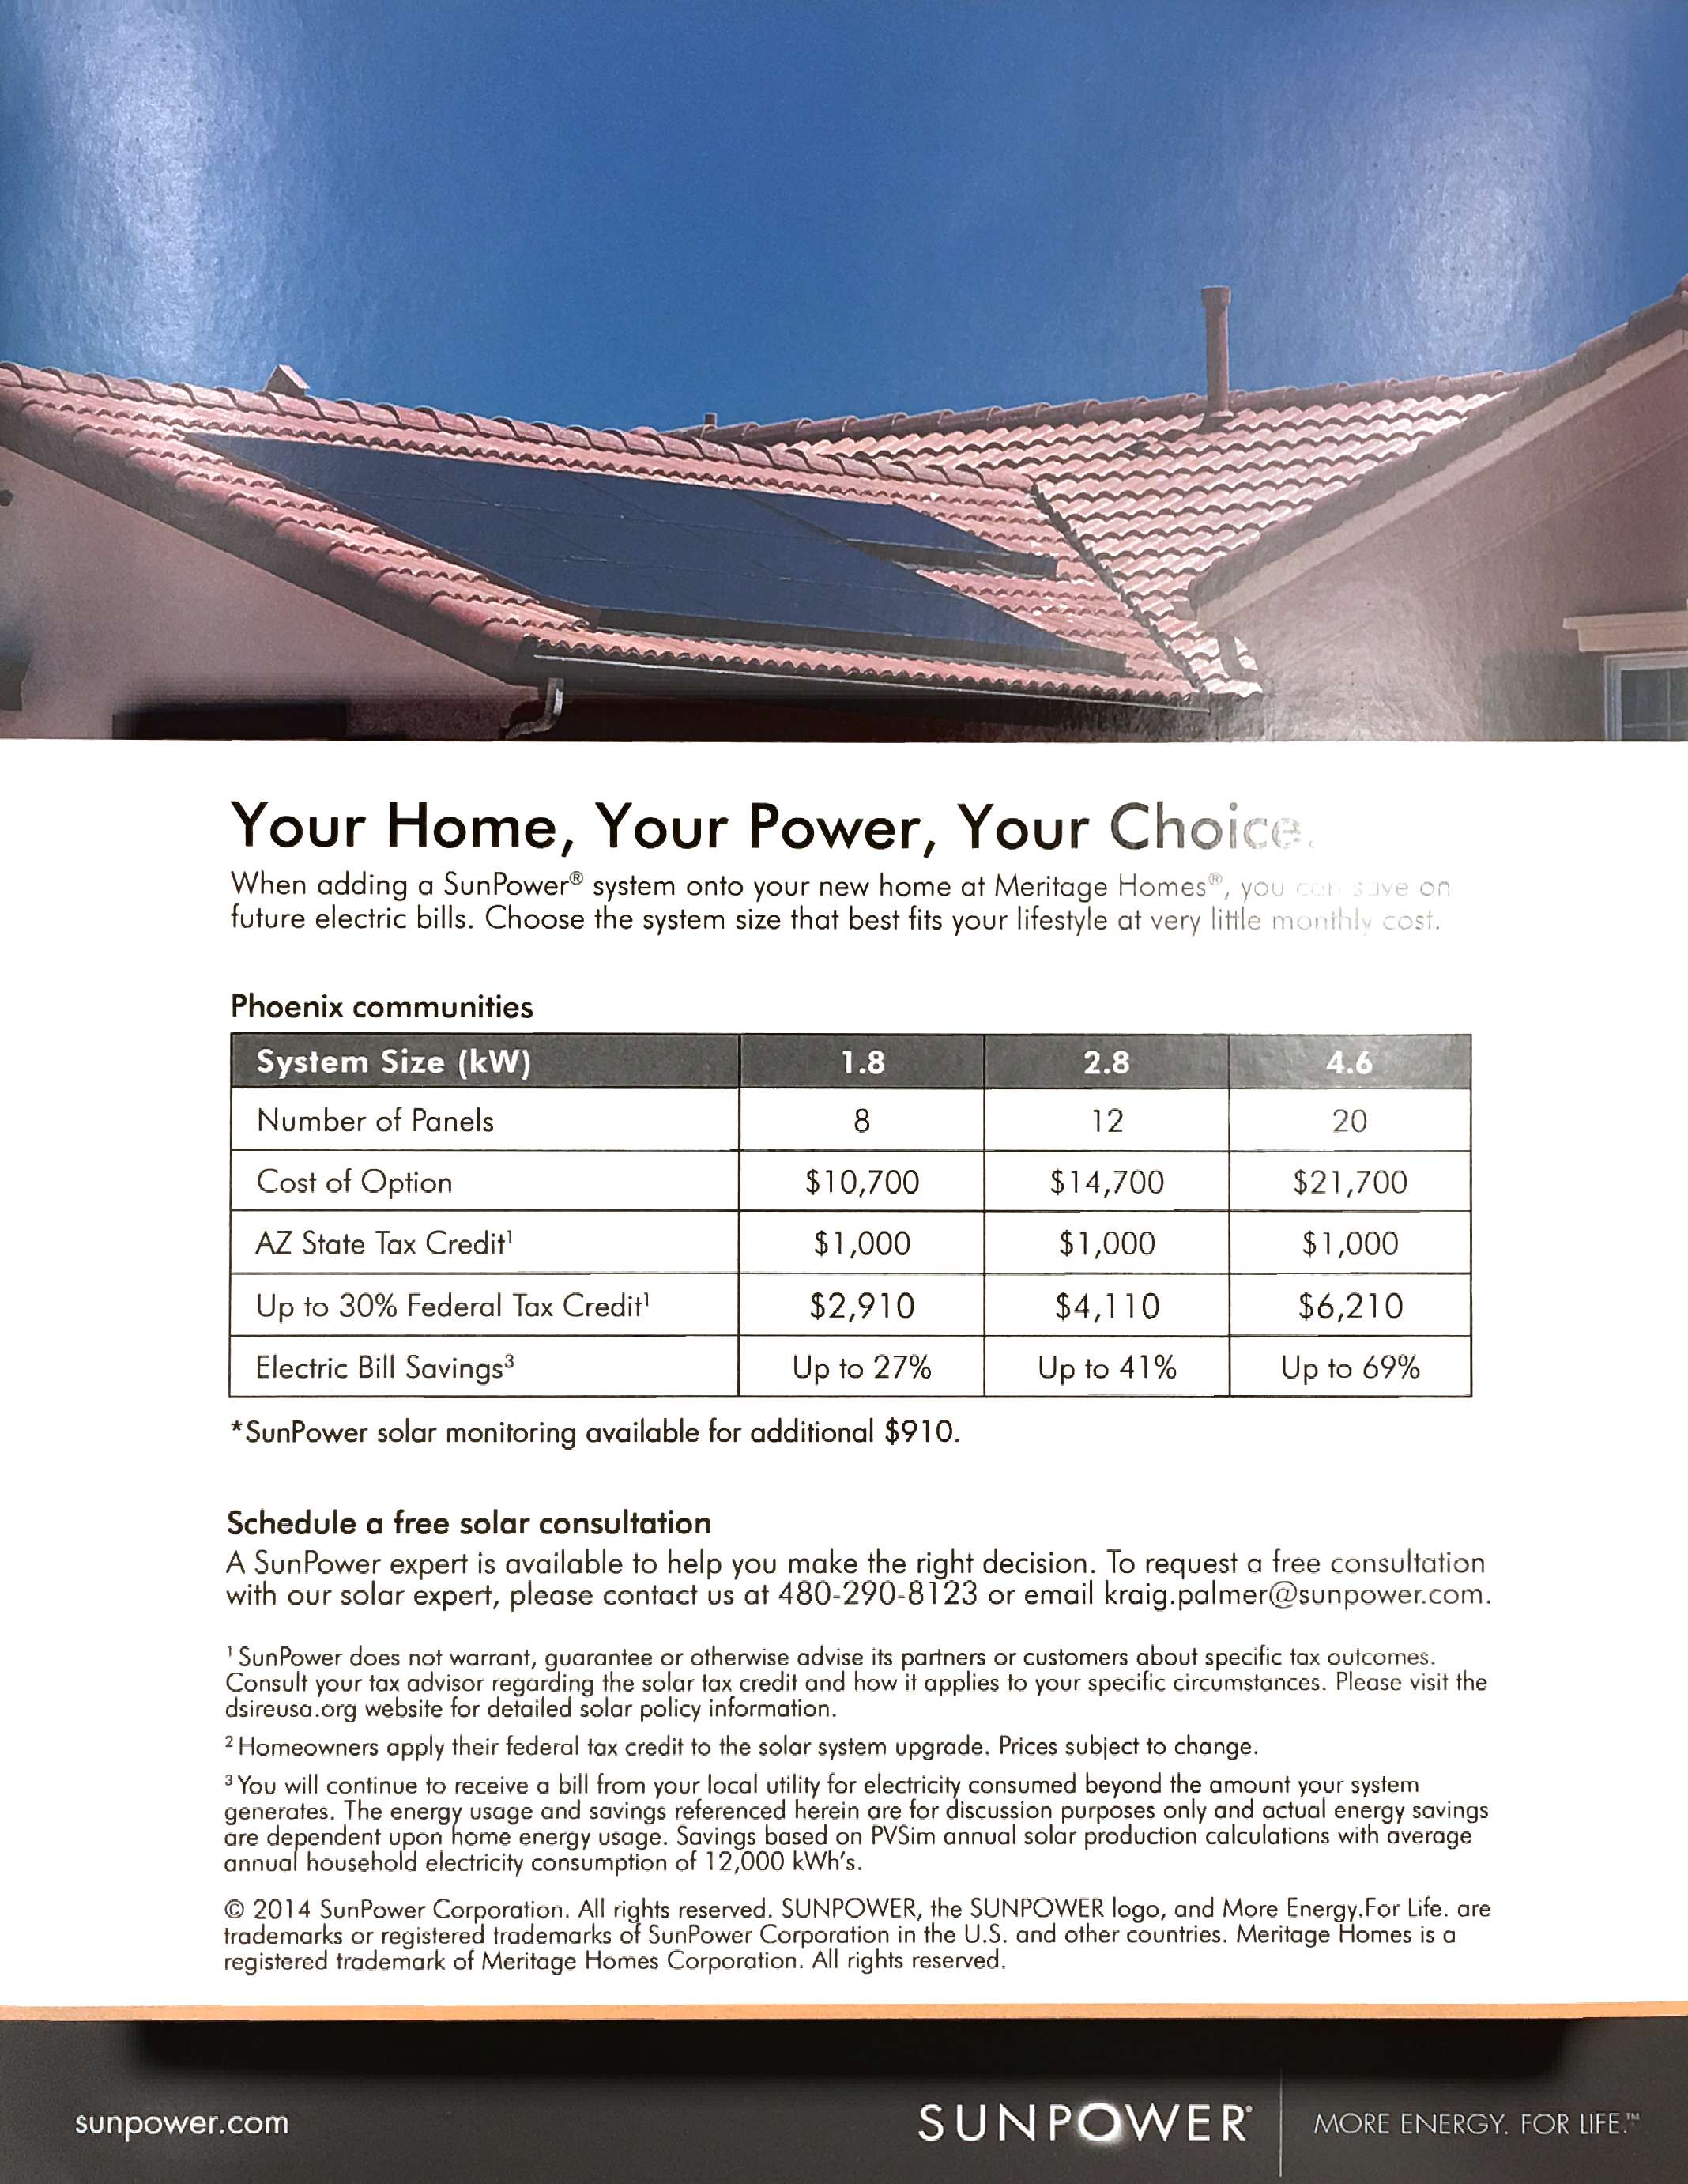 Your Home, Your Power, Your Choice.
When adding a SunPower® system onto your new home at Meritage Homes®, you can save on
future electric bills. Choose the system size that best fits your lifestyle at very little monthly cost.
Phoenix communities
System Size (kW) 1.8 2.8 4.6
Number of Panels 8 12 20
Cost of Option $10,700 $14,700 $21,700
AZ State Tax Credit¹ $1,000 $1,000 $1,000
Up to 30% Federal Tax Credit¹ $2,910 $4,110 $6,210
Electric Bill Savings³ Up to 27% Up to 41% Up to 69%
*SunPower solar monitoring available for additional $910.
Schedule a free solar consultation
A SunPower expert is available to help you make the right decision. To request a free consultation
with our solar expert, please contact us at 480-290-8123 or email kraig.palmer@sunpower.com.
¹ SunPower does not warrant, guarantee or otherwise advise its partners or customers about specific tax outcomes.
Consult your tax advisor regarding the solar tax credit and how it applies to your specific circumstances. Please visit the
dsireusa.org website for detailed solar policy information.
² Homeowners apply their federal tax credit to the solar system upgrade. Prices subject to change.
³ You will continue to receive a bill from your local utility for electricity consumed beyond the amount your system
generates. The energy usage and savings referenced herein are for discussion purposes only and actual energy savings
are dependent upon home energy usage. Savings based on PVSim annual solar production calculations with average
annual household electricity consumption of 12,000 kWh's.
© 2014 SunPower Corporation. All rights reserved. SUNPOWER, the SUNPOWER logo, and More Energy.For Life. are
trademarks or registered trademarks of SunPower Corporation in the U.S. and other countries. Meritage Homes is a
registered trademark of Meritage Homes Corporation. All rights reserved.
sunpower.com SUNPOWER® MORE ENERGY. FOR LIFE.™